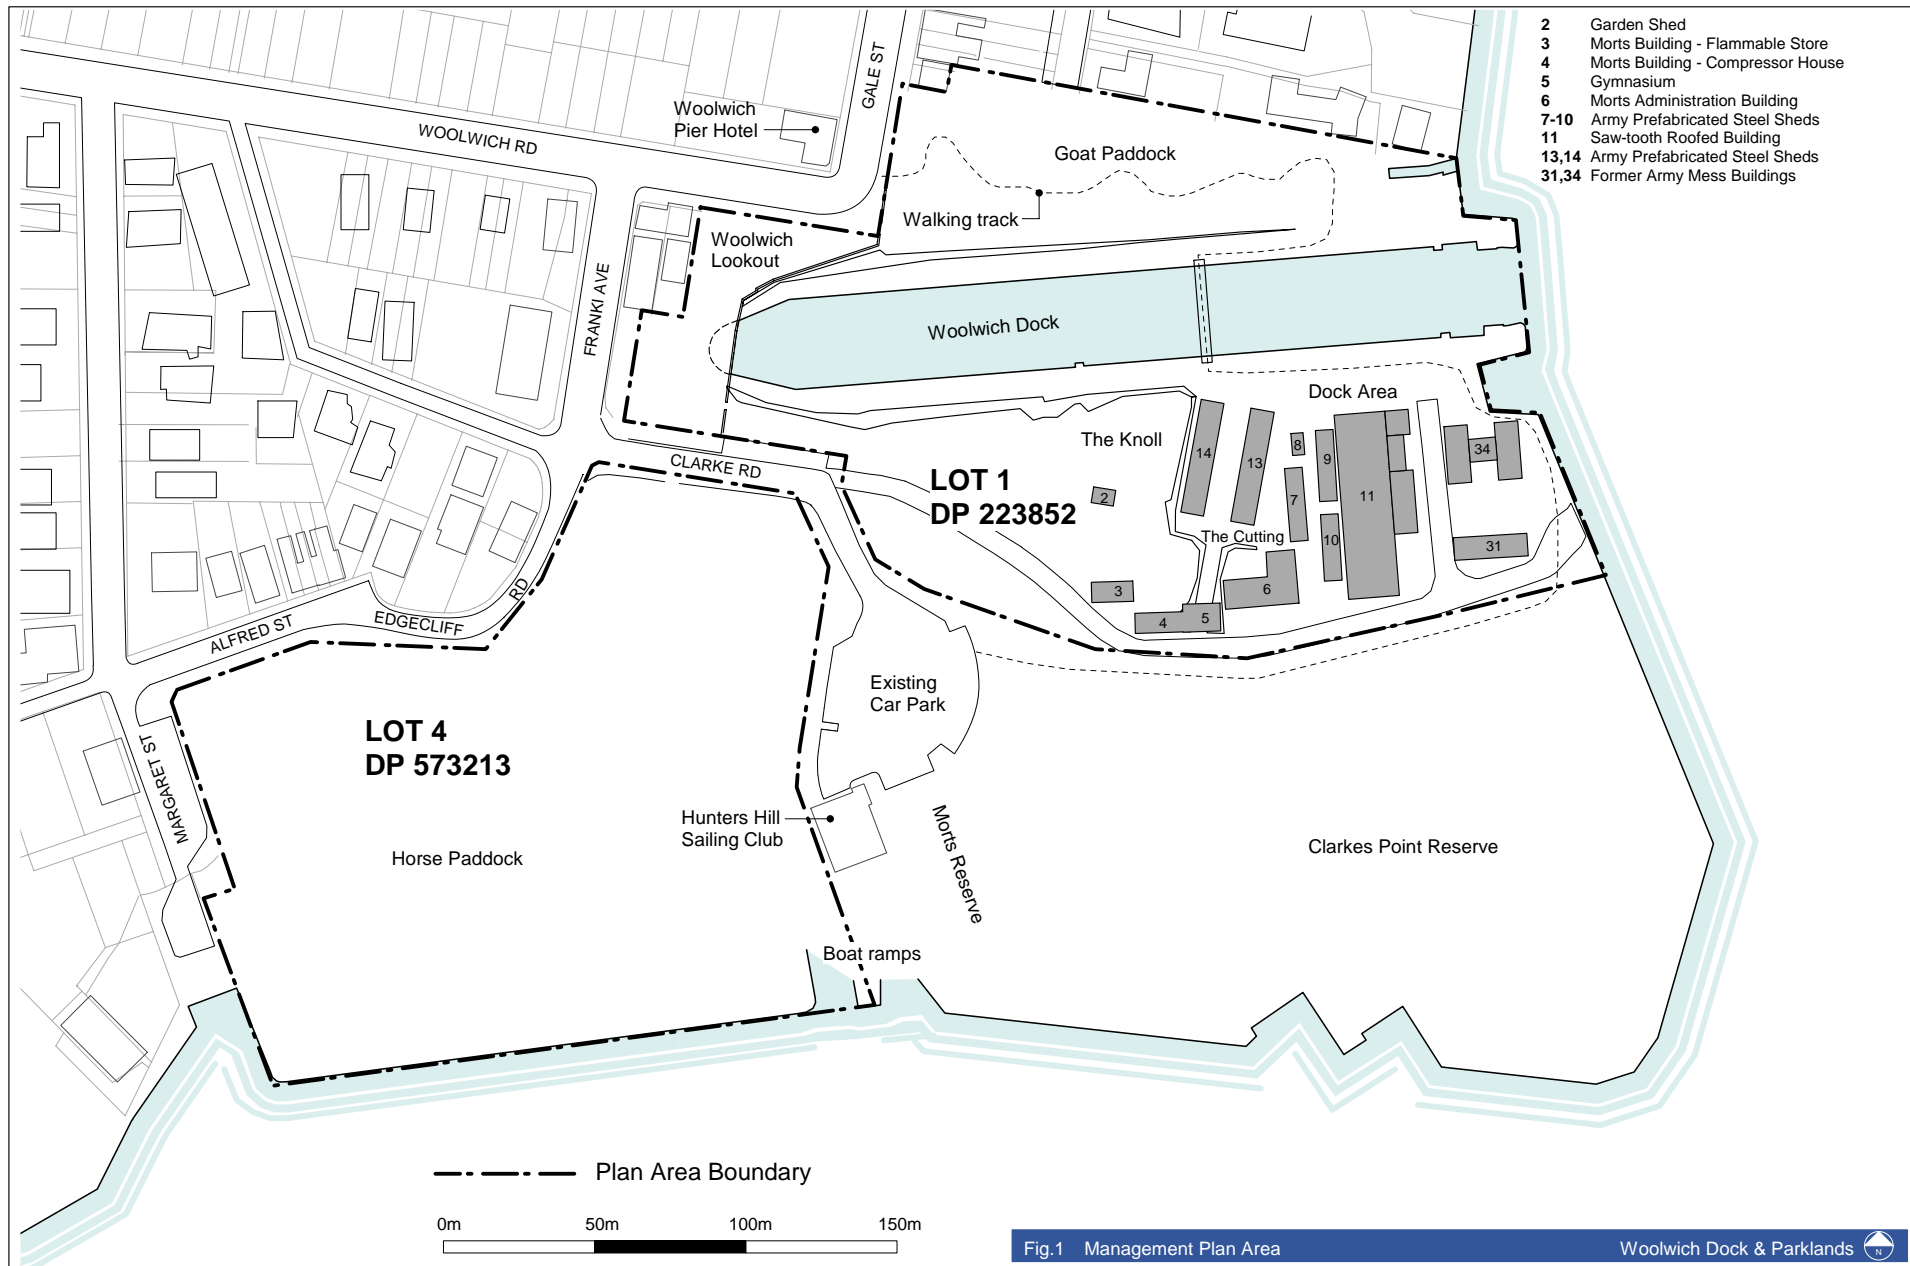 2 Garden Shed
3 Morts Building - Flammable Store
4 Morts Building - Compressor House
5 Gymnasium
6 Morts Administration Building
7-10 Army Prefabricated Steel Sheds
11 Saw-tooth Roofed Building
13,14 Army Prefabricated Steel Sheds
31,34 Former Army Mess Buildings
GALE ST
Woolwich
Pier Hotel
WOOLWICH RD
Goat Paddock
Walking track
Woolwich
Lookout
FRANKI AVE
Woolwich Dock
Dock Area
The Knoll
14
13
8
9
34
CLARKE RD
LOT 1
DP 223852
2
7
11
The Cutting
10
31
3
6
4
5
RD
EDGECLIFF
ALFRED ST
Existing
Car Park
LOT 4
DP 573213
MARGARET ST
Hunters Hill
Sailing Club
Morts Reserve
Horse Paddock
Clarkes Point Reserve
Boat ramps
Plan Area Boundary
0m 50m 100m 150m
Fig.1 Management Plan Area
Woolwich Dock & Parklands
N